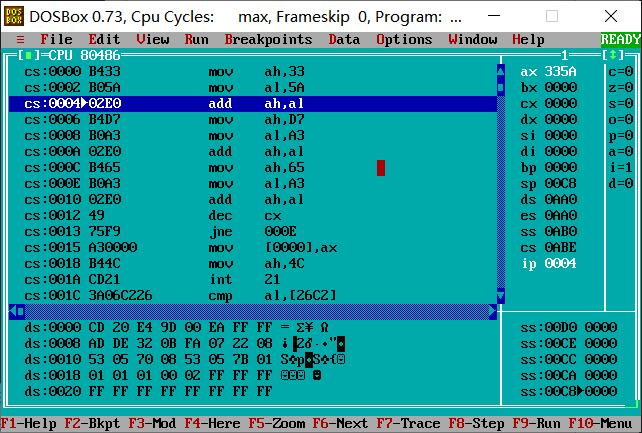 DOSBox 0.73, Cpu Cycles: max, Frameskip 0, Program: ...
≡ File Edit View Run Breakpoints Data Options Window Help READY
[■]=CPU 80486 1 [↕]
cs:0000 B433 mov ah,33 ax 335A c=0
cs:0002 B05A mov al,5A bx 0000 z=0
cs:0004▶02E0 add ah,al cx 0000 s=0
cs:0006 B4D7 mov ah,D7 dx 0000 o=0
cs:0008 B0A3 mov al,A3 si 0000 p=0
cs:000A 02E0 add ah,al di 0000 a=0
cs:000C B465 mov ah,65 bp 0000 i=1
cs:000E B0A3 mov al,A3 sp 00C8 d=0
cs:0010 02E0 add ah,al ds 0AA0
cs:0012 49 dec cx es 0AA0
cs:0013 75F9 jne 000E ss 0AB0
cs:0015 A30000 mov [0000],ax cs 0ABE
cs:0018 B44C mov ah,4C ip 0004
cs:001A CD21 int 21
cs:001C 3A06C226 cmp al,[26C2]
ds:0000 CD 20 E4 9D 00 EA FF FF = Σ¥ Ω ss:00D0 0000
ds:0008 AD DE 32 0B FA 07 22 08 ss:00CE 0000
ds:0010 53 05 70 08 53 05 7B 01 S♣p◘S♣{☺ ss:00CC 0000
ds:0018 01 01 01 00 02 FF FF FF ☺☺☺ ☻ ss:00CA 0000
ds:0020 FF FF FF FF FF FF FF FF ss:00C8▶0000
F1-Help F2-Bkpt F3-Mod F4-Here F5-Zoom F6-Next F7-Trace F8-Step F9-Run F10-Menu